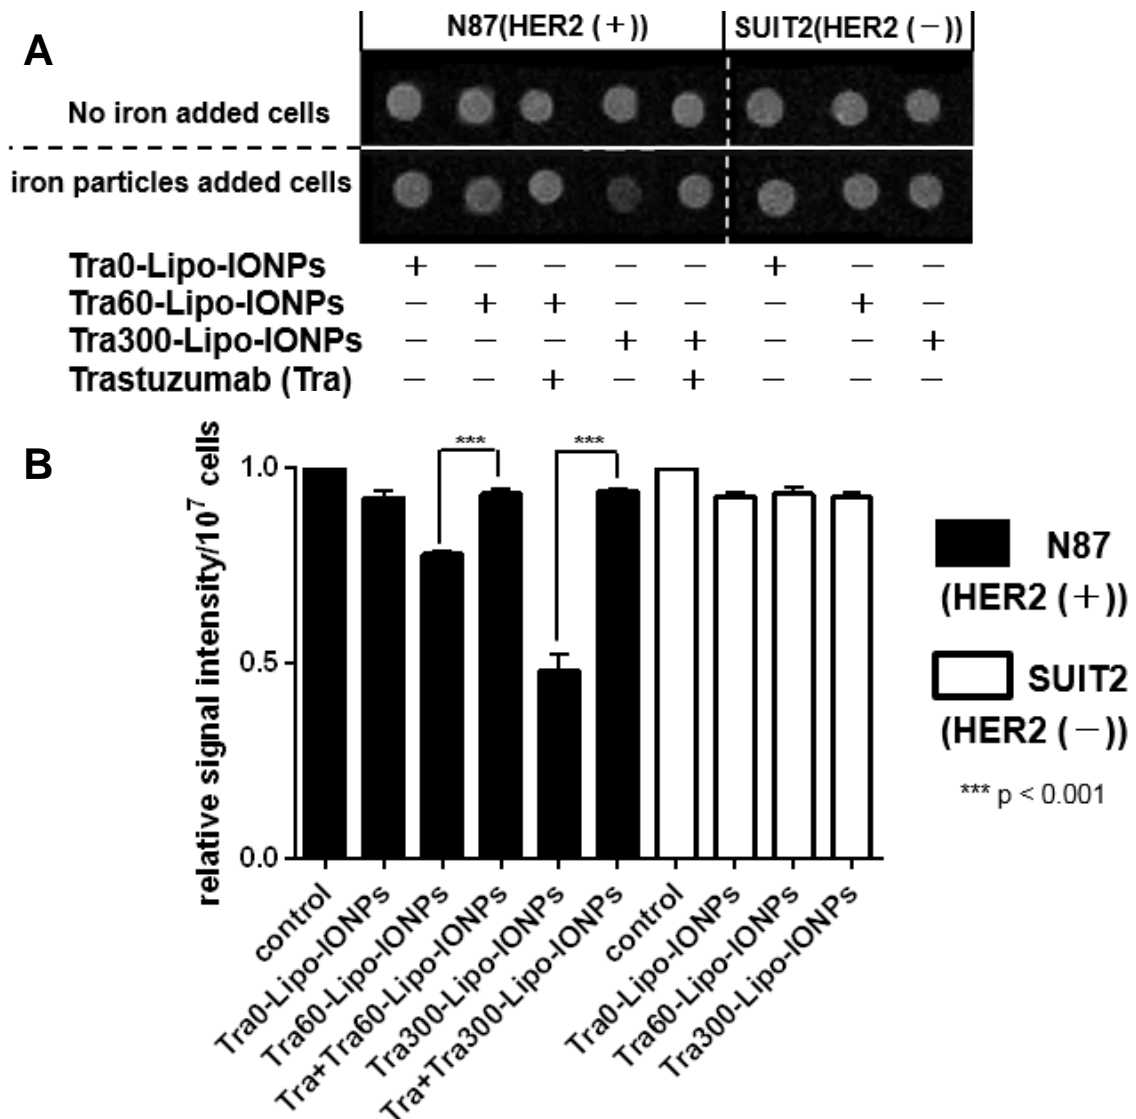 A
N87(HER2 (+))
SUIT2(HER2 (−))
No iron added cells
iron particles added cells
Tra0-Lipo-IONPs + − − − − + − −
Tra60-Lipo-IONPs − + + − − − + −
Tra300-Lipo-IONPs − − − + + − − +
Trastuzumab (Tra) − − + − + − − −
B
relative signal intensity/10⁷ cells
1.0
0.5
0.0
***
***
control
Tra0-Lipo-IONPs
Tra60-Lipo-IONPs
Tra+Tra60-Lipo-IONPs
Tra300-Lipo-IONPs
Tra+Tra300-Lipo-IONPs
control
Tra0-Lipo-IONPs
Tra60-Lipo-IONPs
Tra300-Lipo-IONPs
N87
(HER2 (+))
SUIT2
(HER2 (−))
*** p < 0.001